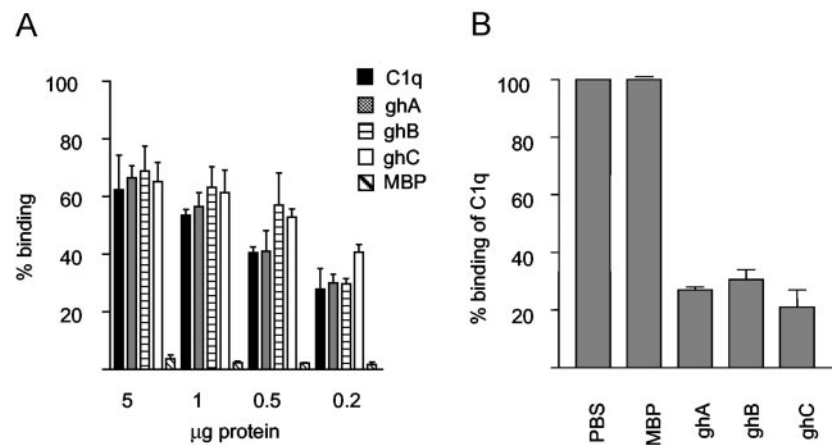 A
% binding
100
80
60
40
20
5 1 0.5 0.2
µg protein
C1q
ghA
ghB
ghC
MBP
B
% binding of C1q
100
80
60
40
20
PBS MBP ghA ghB ghC